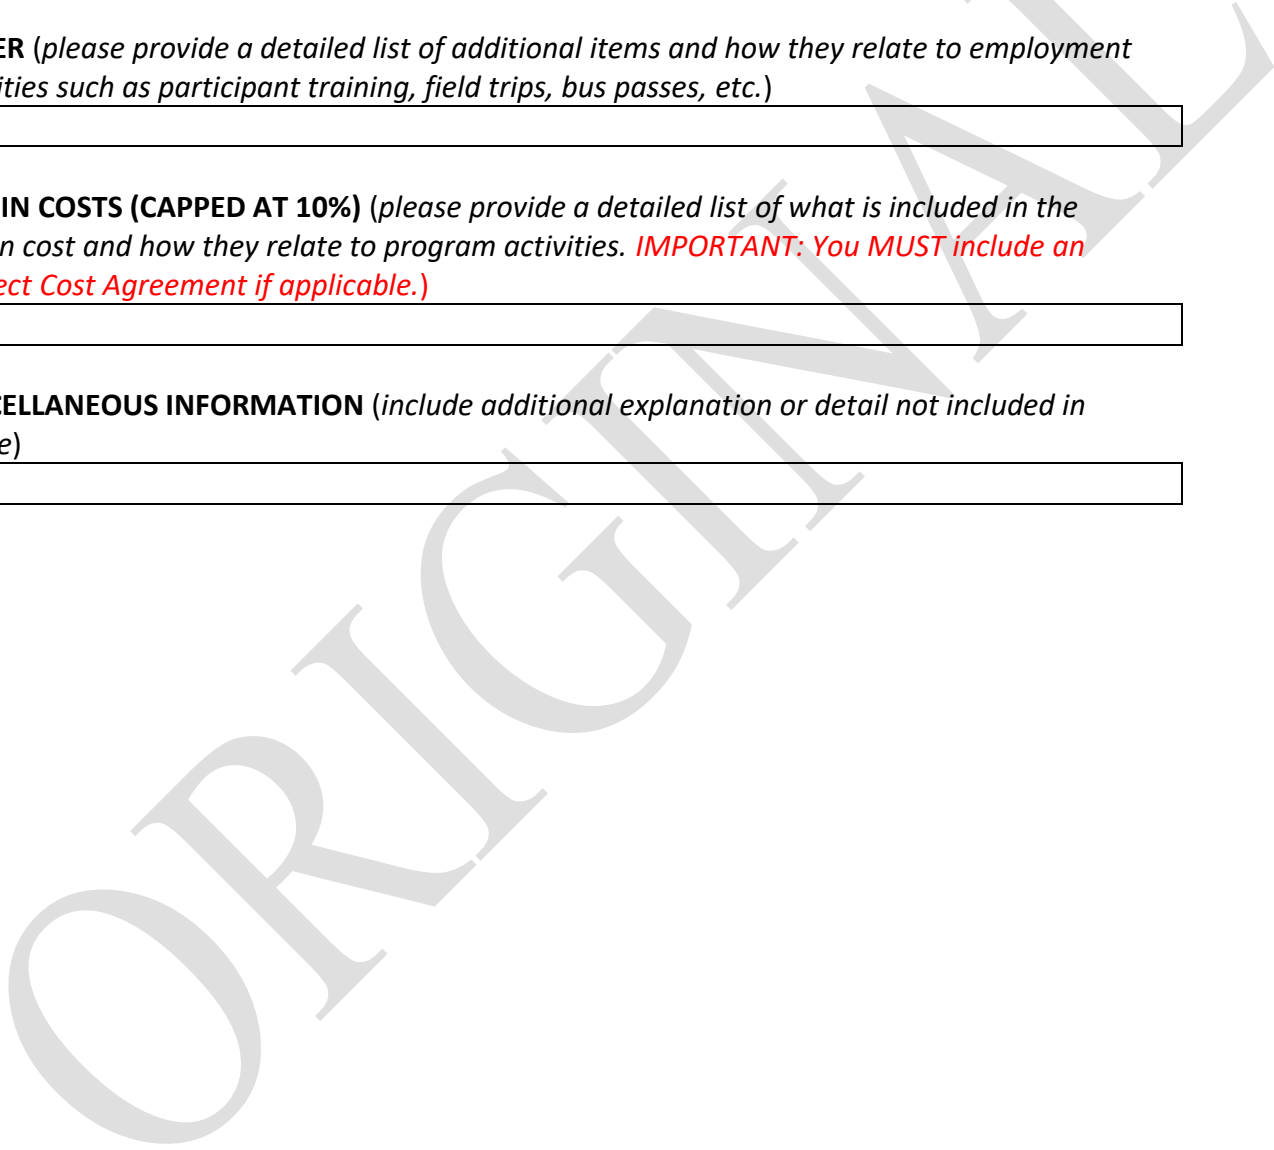 ER (please provide a detailed list of additional items and how they relate to employment
ities such as participant training, field trips, bus passes, etc.)
IN COSTS (CAPPED AT 10%) (please provide a detailed list of what is included in the
n cost and how they relate to program activities. IMPORTANT: You MUST include an
ect Cost Agreement if applicable.)
CELLANEOUS INFORMATION (include additional explanation or detail not included in
e)
ORIGINAL